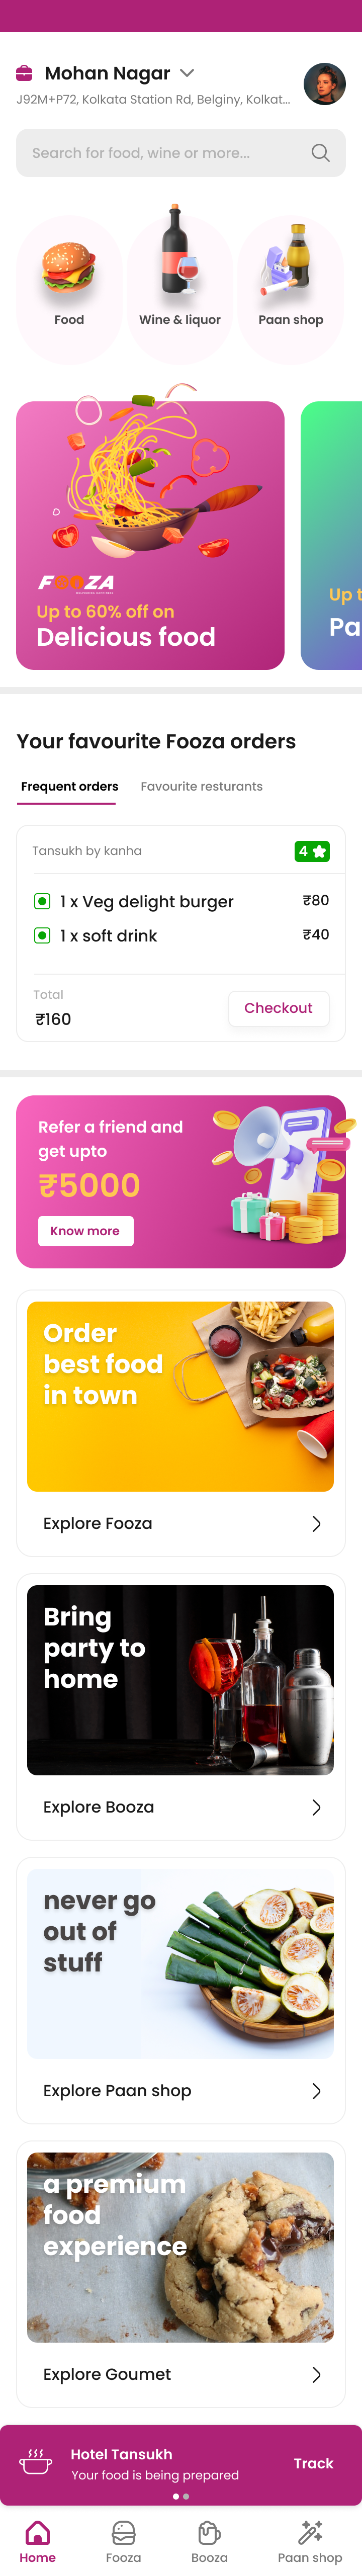 Mohan Nagar
J92M+P72, Kolkata Station Rd, Belginy, Kolkat...
Search for food, wine or more...
Food
Wine & liquor
Paan shop
FOOZA
Up to 60% off on
Delicious food
Up t
Pa
Your favourite Fooza orders
Frequent orders
Favourite resturants
Tansukh by kanha
4
1 x Veg delight burger
₹80
1 x soft drink
₹40
Total
₹160
Checkout
Refer a friend and
get upto
₹5000
Know more
Order
best food
in town
Explore Fooza
Bring
party to
home
Explore Booza
never go
out of
stuff
Explore Paan shop
a premium
food
experience
Explore Goumet
Hotel Tansukh
Your food is being prepared
Track
Home
Fooza
Booza
Paan shop